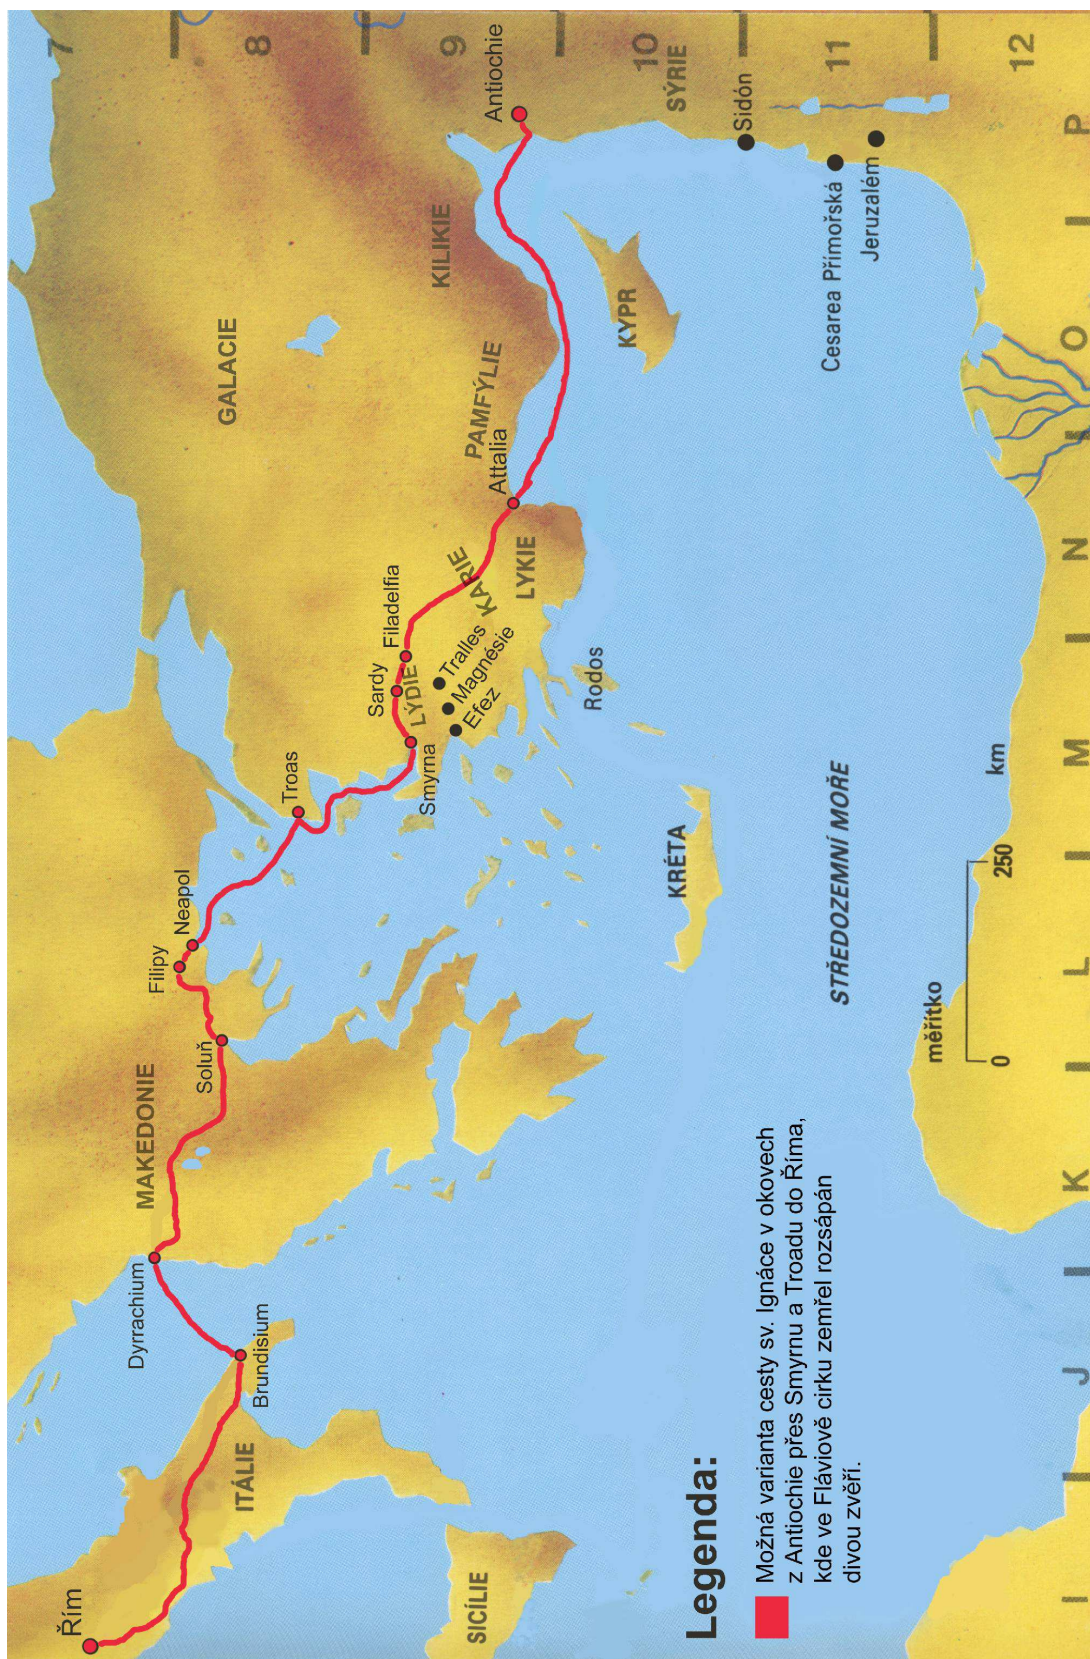 Řím
ITÁLIE
Brundisium
Dyrrachium
MAKEDONIE
Soluň
Filipy
Neapol
Troas
Smyrna
Sardy
LÝDIE
Filadelfia
Tralles
Magnésie
Efez
KARIE
LYKIE
Attalia
PAMFÝLIE
GALACIE
KILIKIE
Antiochie
SÝRIE
Sidón
Cesarea Přímořská
Jeruzalém
KYPR
Rodos
KRÉTA
STŘEDOZEMNÍ MOŘE
SICÍLIE
měřítko
0
250
km
Legenda:
Možná varianta cesty sv. Ignáce v okovech
z Antiochie přes Smyrnu a Troadu do Říma,
kde ve Fláviově cirku zemřel rozsápán
divou zvěří.
7
8
9
10
11
12
I
J
K
L
M
N
O
P